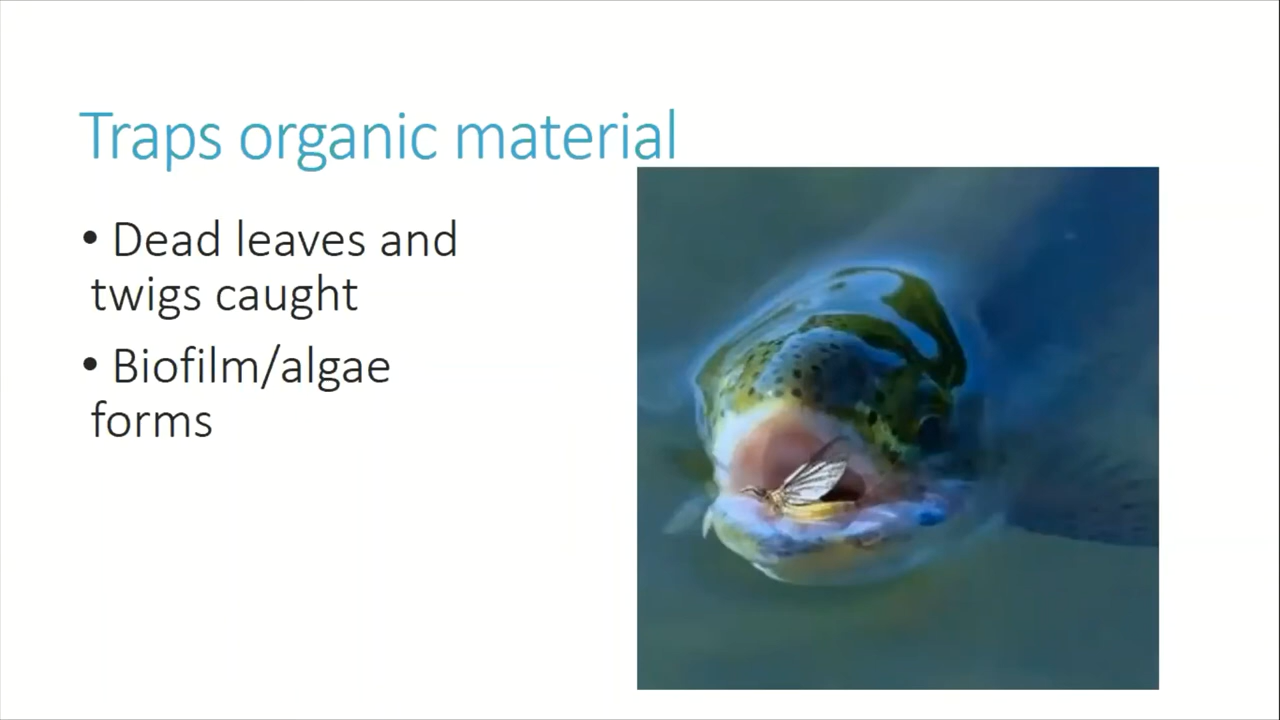 Traps organic material
• Dead leaves and
twigs caught
• Biofilm/algae
forms